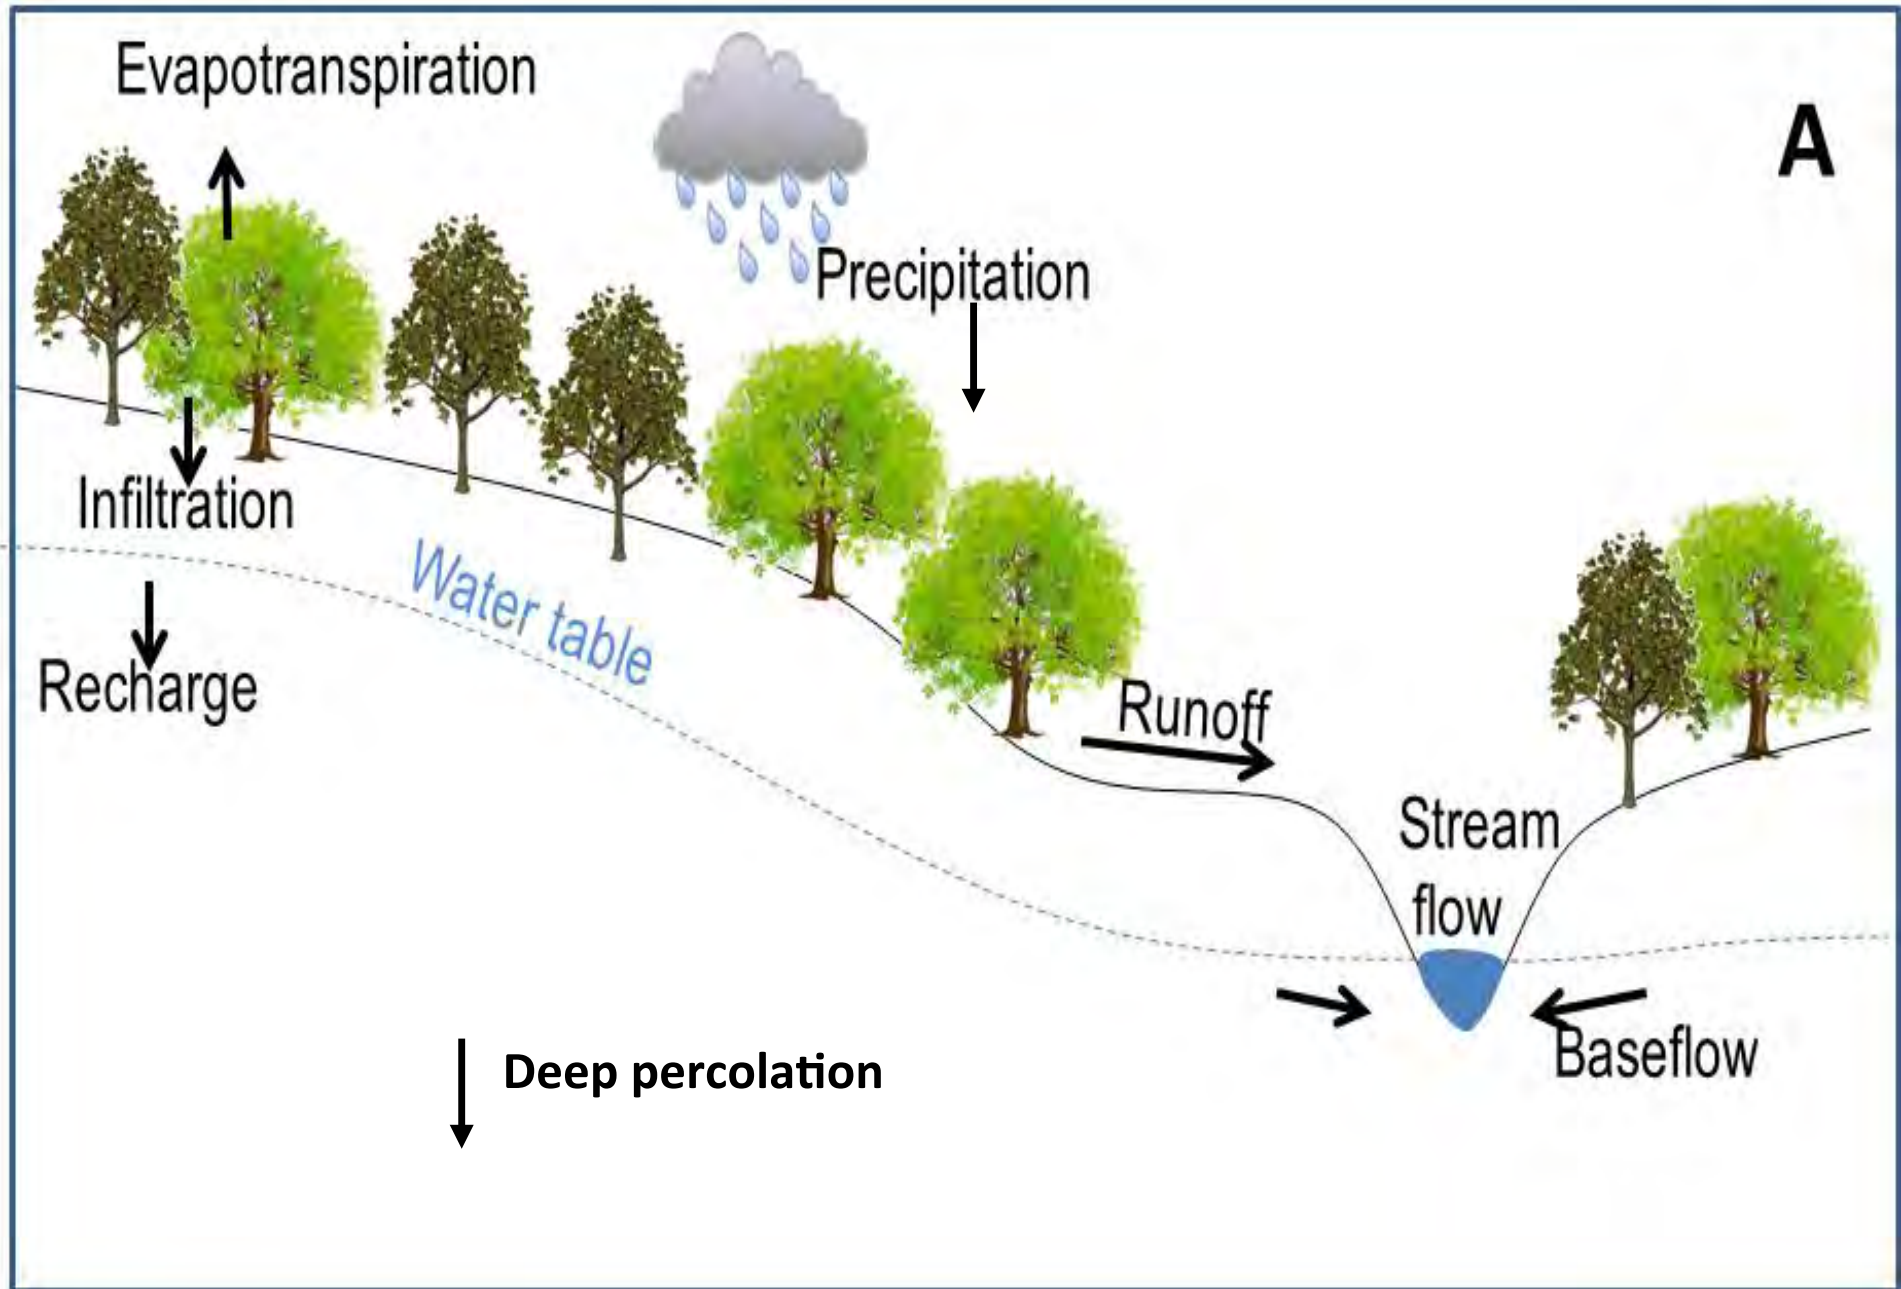 Evapotranspiration
A
Precipitation
Infiltration
Water table
Recharge
Runoff
Stream
flow
Baseflow
Deep percolation